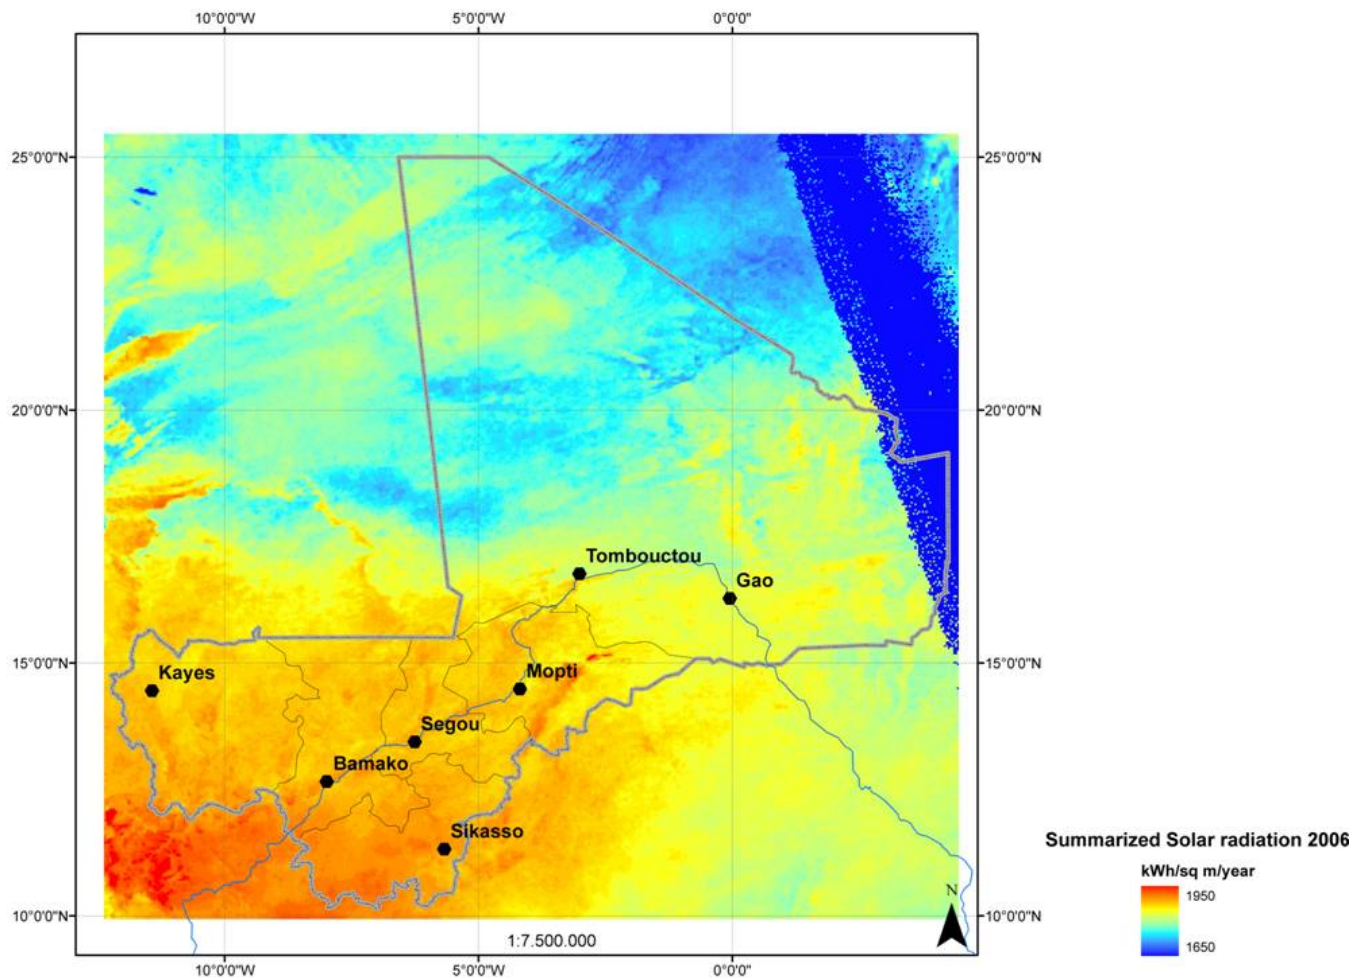 10°0'0"W 5°0'0"W 0°0'0"
25°0'0"N 25°0'0"N
20°0'0"N 20°0'0"N
Tombouctou
Gao
15°0'0"N 15°0'0"N
Kayes
Mopti
Segou
Bamako
Sikasso
Summarized Solar radiation 2006
kWh/sq m/year
1950
1650
N
10°0'0"N 10°0'0"N
1:7.500.000
10°0'0"W 5°0'0"W 0°0'0"